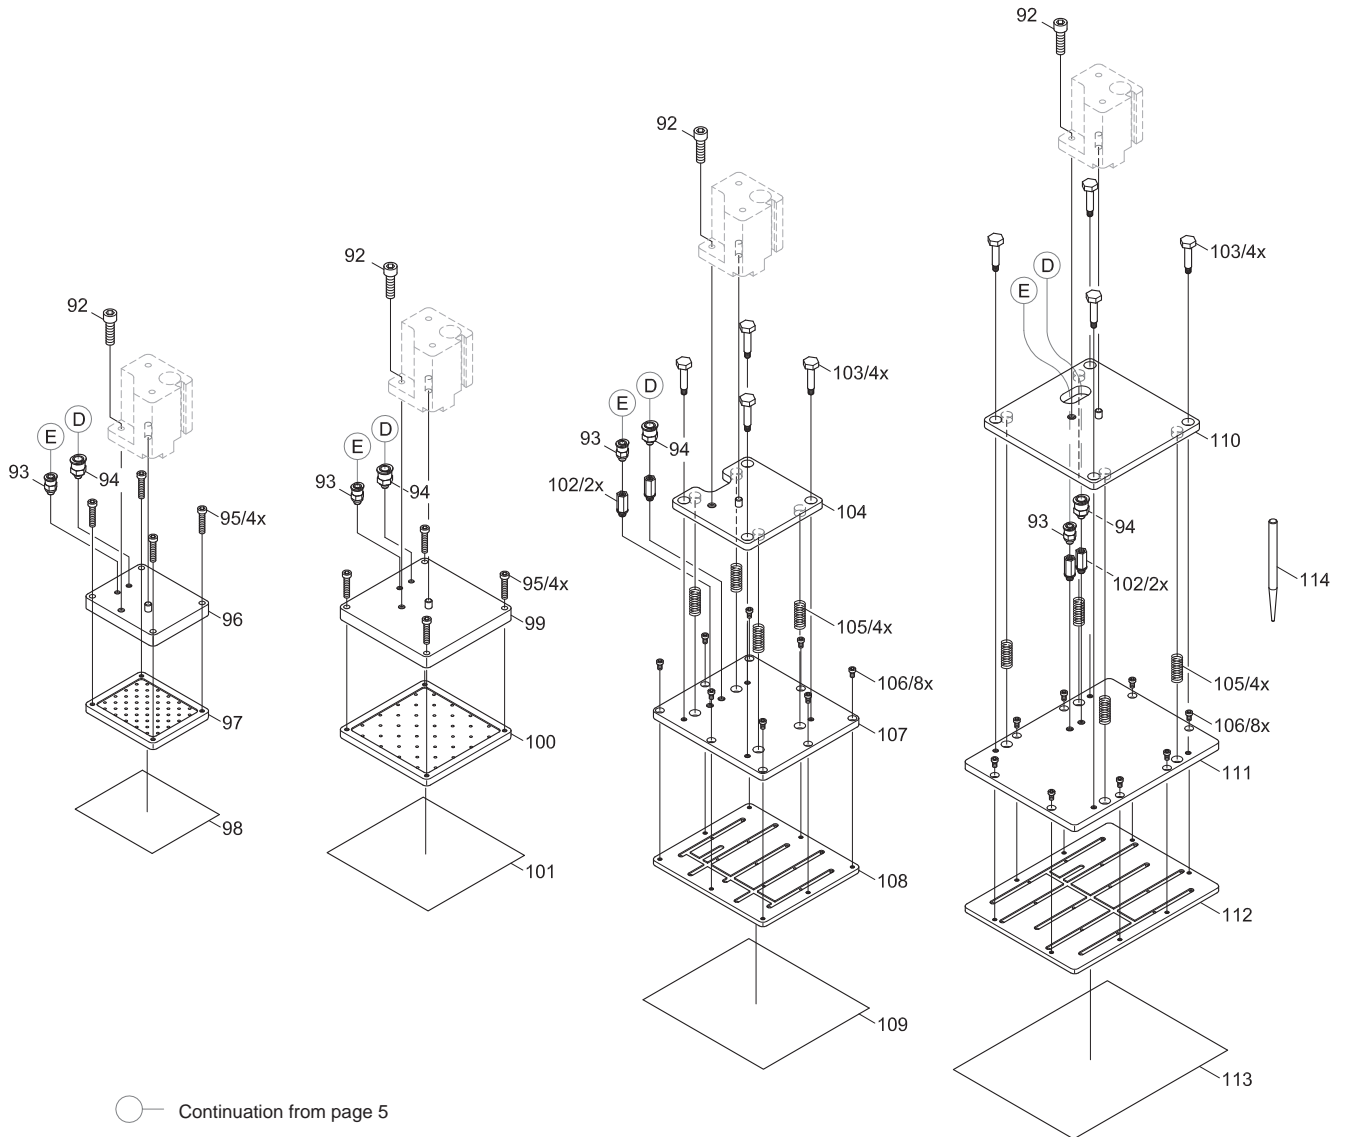 92
92
103/4x
D
E
92
92
103/4x
110
D
E
D
E
93
94
102/2x
104
94
93
102/2x
114
D
E
93
94
95/4x
D
E
93
94
95/4x
96
99
105/4x
105/4x
106/8x
106/8x
97
100
107
111
98
101
108
112
109
113
Continuation from page 5